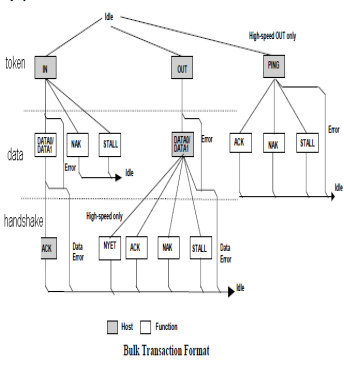 Idle
High-speed OUT only
token
IN
OUT
PING
Error
data
DATA0/
DATA1
NAK
STALL
Error
Idle
DATA0/
DATA1
Error
ACK
NAK
STALL
Idle
handshake
High-speed only
ACK
Data
Error
NYET
ACK
NAK
STALL
Data
Error
Idle
Host
Function
Bulk Transaction Format